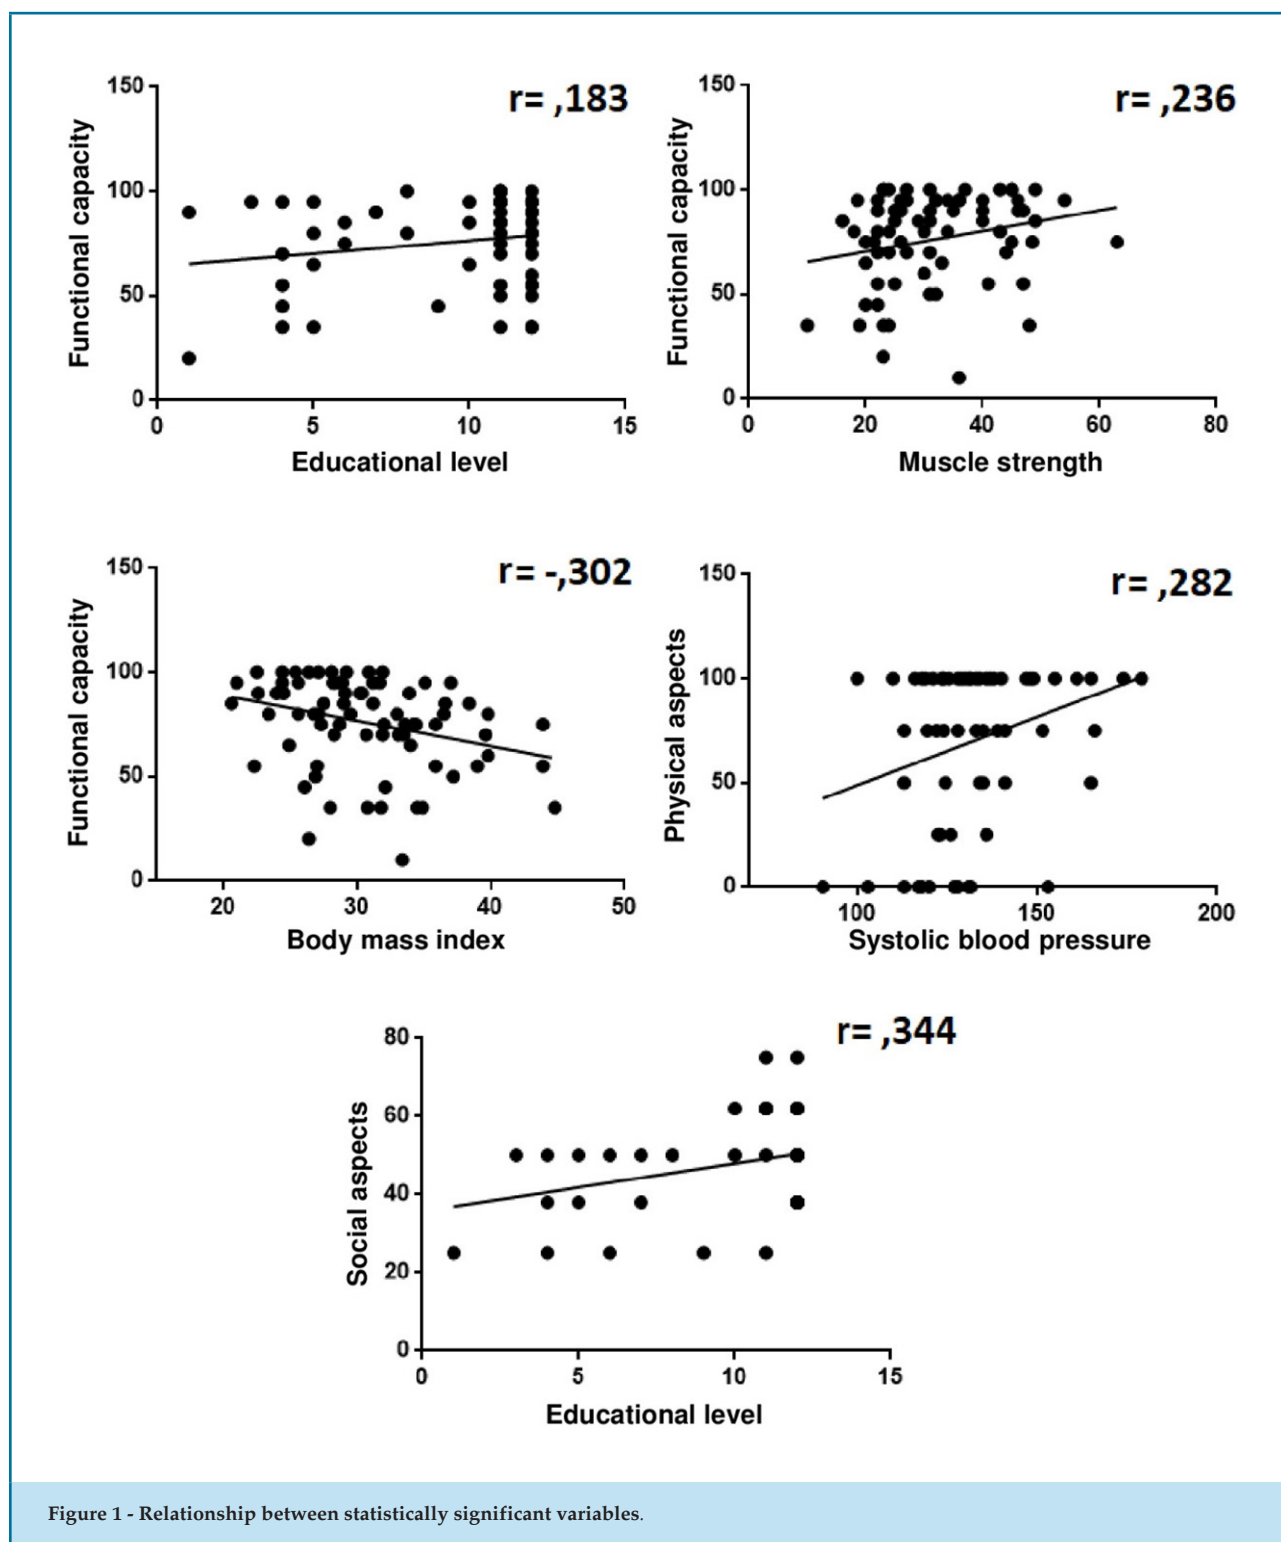 r= ,183
150
100
50
0
Functional capacity
0 5 10 15
Educational level
r= ,236
150
100
50
0
Functional capacity
0 20 40 60 80
Muscle strength
r= -,302
150
100
50
0
Functional capacity
20 30 40 50
Body mass index
r= ,282
150
100
50
0
Physical aspects
100 150 200
Systolic blood pressure
r= ,344
80
60
40
20
0
Social aspects
0 5 10 15
Educational level
Figure 1 - Relationship between statistically significant variables.